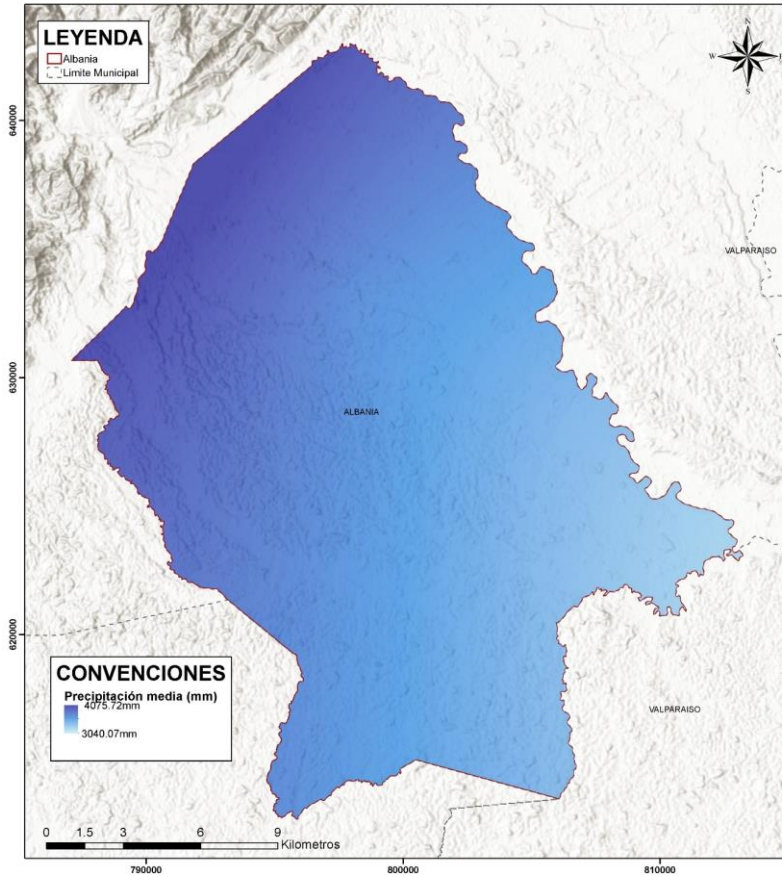 LEYENDA
Albania
Limite Municipal
N
W
S
640000
VALPARAISO
630000
ALBANIA
620000
CONVENCIONES
Precipitación media (mm)
4075.72mm
3040.07mm
VALPARAISO
0 1.5 3 6 9
Kilometros
790000 800000 810000